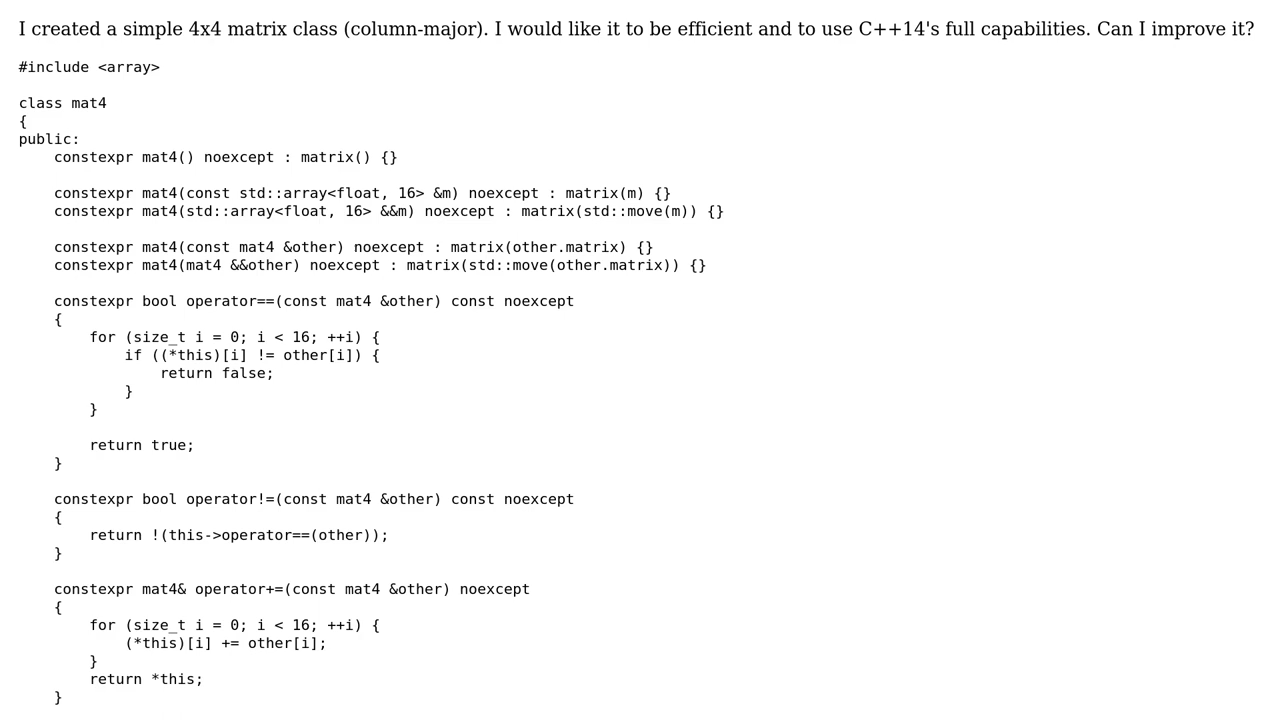 I created a simple 4x4 matrix class (column-major). I would like it to be efficient and to use C++14's full capabilities. Can I improve it?
#include <array>
class mat4
{
public:
    constexpr mat4() noexcept : matrix() {}
    constexpr mat4(const std::array<float, 16> &m) noexcept : matrix(m) {}
    constexpr mat4(std::array<float, 16> &&m) noexcept : matrix(std::move(m)) {}
    constexpr mat4(const mat4 &other) noexcept : matrix(other.matrix) {}
    constexpr mat4(mat4 &&other) noexcept : matrix(std::move(other.matrix)) {}
    constexpr bool operator==(const mat4 &other) const noexcept
    {
        for (size_t i = 0; i < 16; ++i) {
            if ((*this)[i] != other[i]) {
                return false;
            }
        }
        return true;
    }
    constexpr bool operator!=(const mat4 &other) const noexcept
    {
        return !(this->operator==(other));
    }
    constexpr mat4& operator+=(const mat4 &other) noexcept
    {
        for (size_t i = 0; i < 16; ++i) {
            (*this)[i] += other[i];
        }
        return *this;
    }